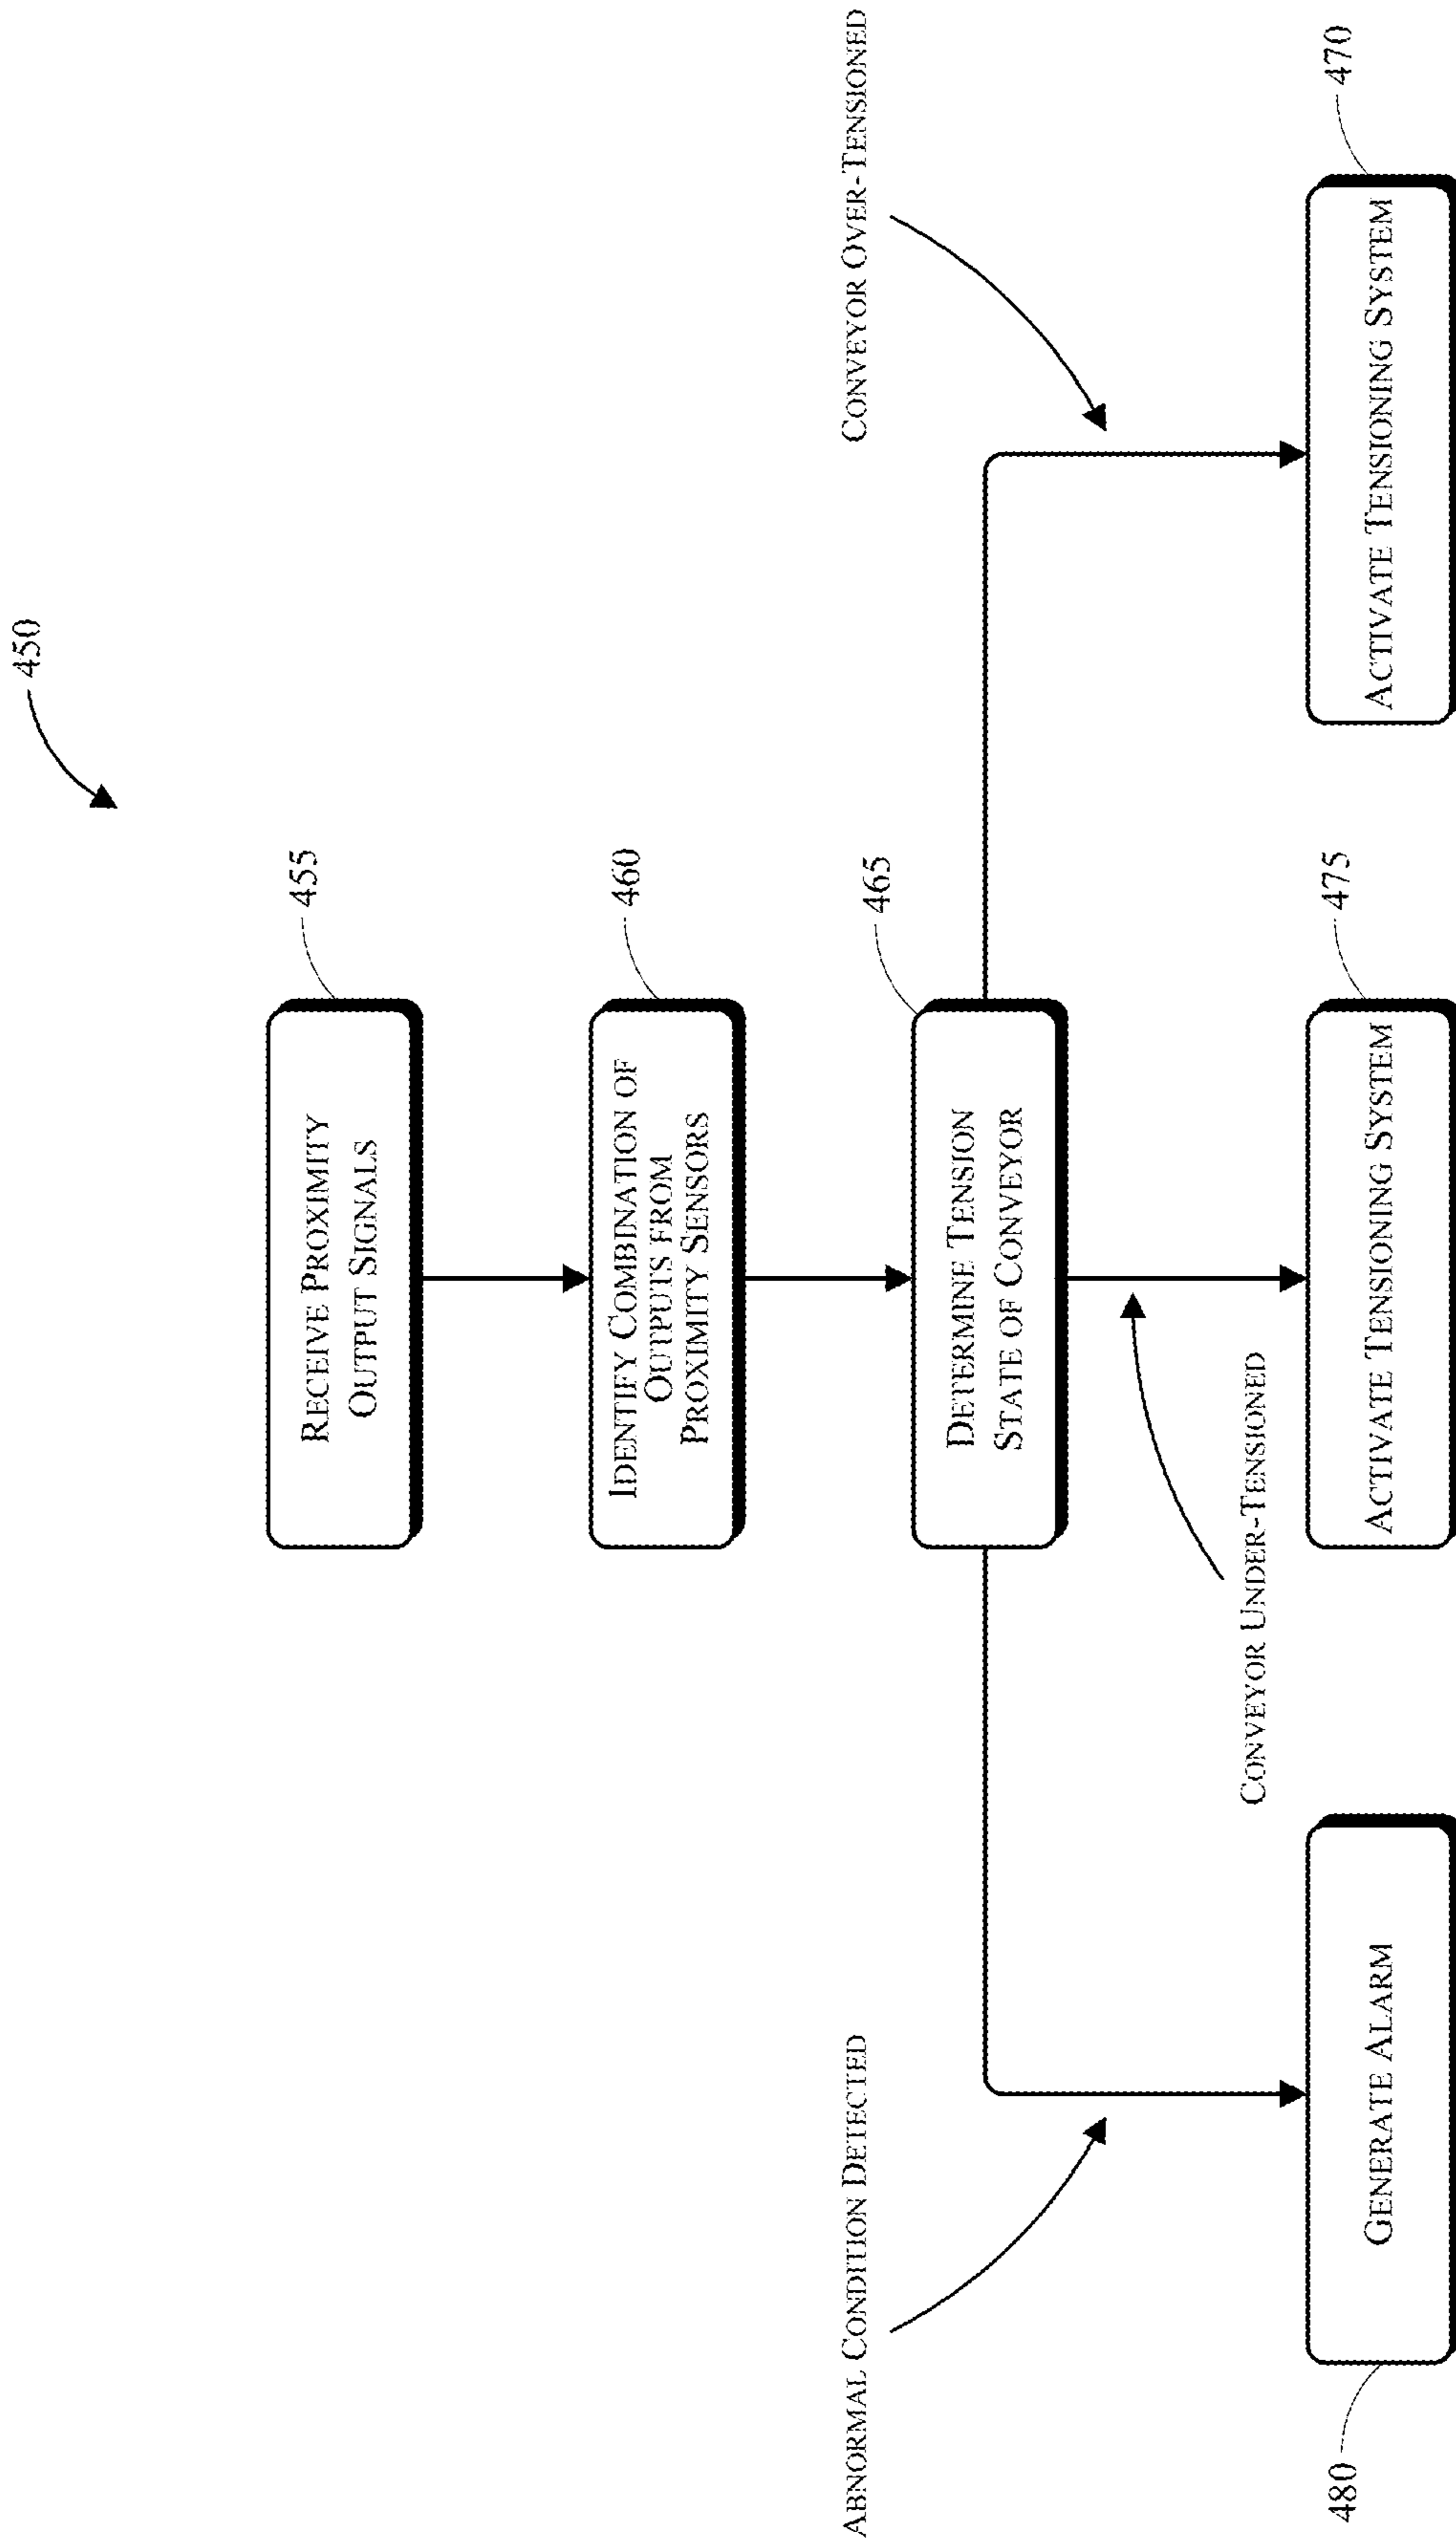 450
RECEIVE PROXIMITY
OUTPUT SIGNALS
455
IDENTIFY COMBINATION OF
OUTPUTS FROM
PROXIMITY SENSORS
460
ABNORMAL CONDITION DETECTED
DETERMINE TENSION
STATE OF CONVEYOR
465
CONVEYOR OVER-TENSIONED
CONVEYOR UNDER-TENSIONED
480
GENERATE ALARM
ACTIVATE TENSIONING SYSTEM
475
ACTIVATE TENSIONING SYSTEM
470